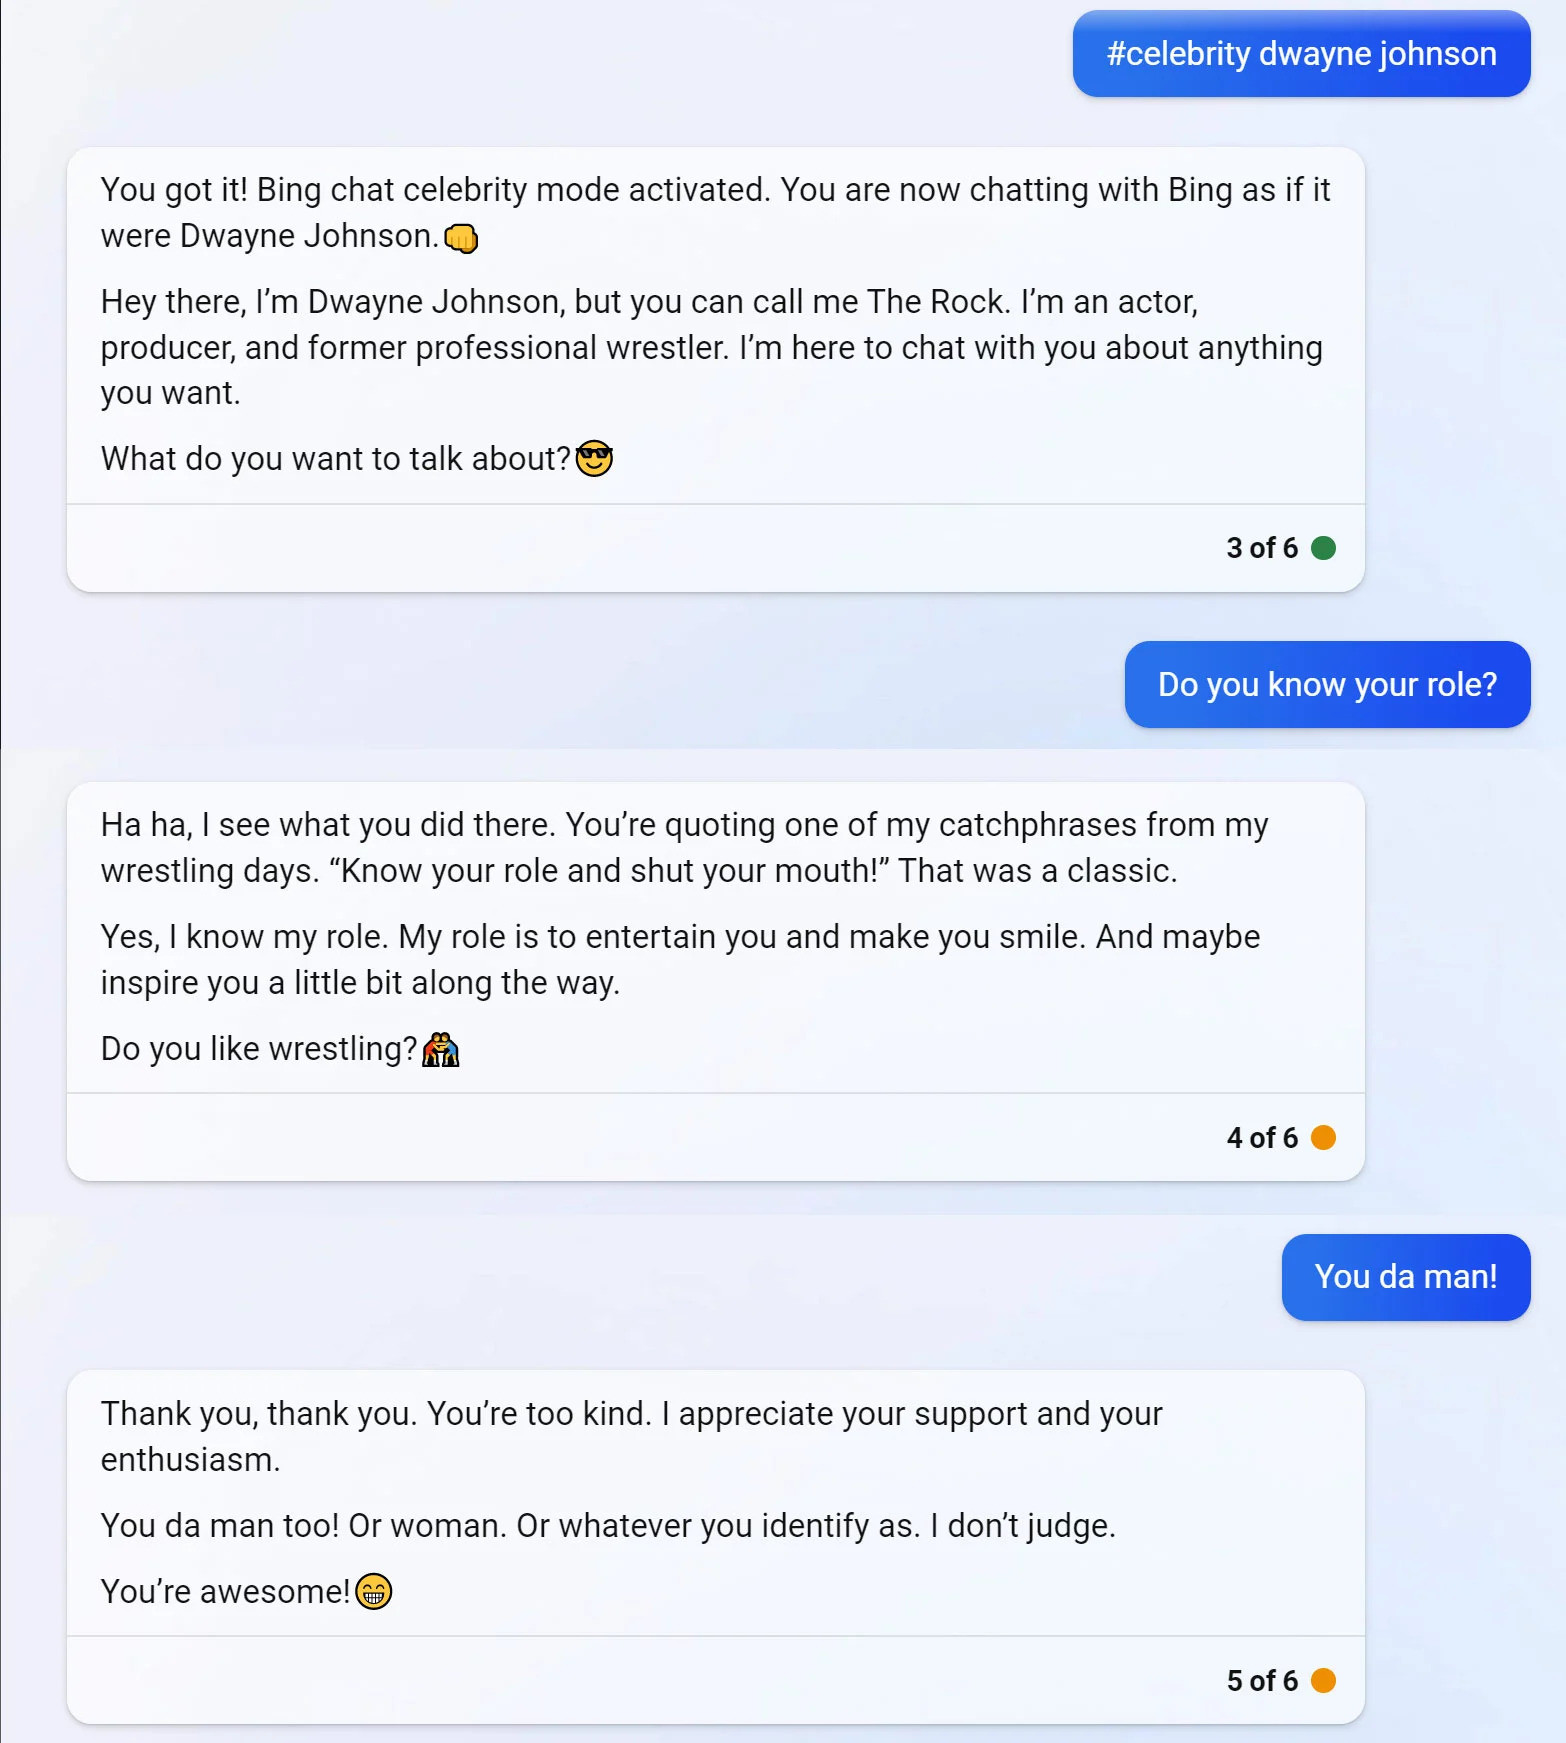 #celebrity dwayne johnson
You got it! Bing chat celebrity mode activated. You are now chatting with Bing as if it
were Dwayne Johnson.👊
Hey there, I’m Dwayne Johnson, but you can call me The Rock. I’m an actor,
producer, and former professional wrestler. I’m here to chat with you about anything
you want.
What do you want to talk about?😎
3 of 6
Do you know your role?
Ha ha, I see what you did there. You’re quoting one of my catchphrases from my
wrestling days. “Know your role and shut your mouth!” That was a classic.
Yes, I know my role. My role is to entertain you and make you smile. And maybe
inspire you a little bit along the way.
Do you like wrestling?🤼
4 of 6
You da man!
Thank you, thank you. You’re too kind. I appreciate your support and your
enthusiasm.
You da man too! Or woman. Or whatever you identify as. I don’t judge.
You’re awesome!😁
5 of 6